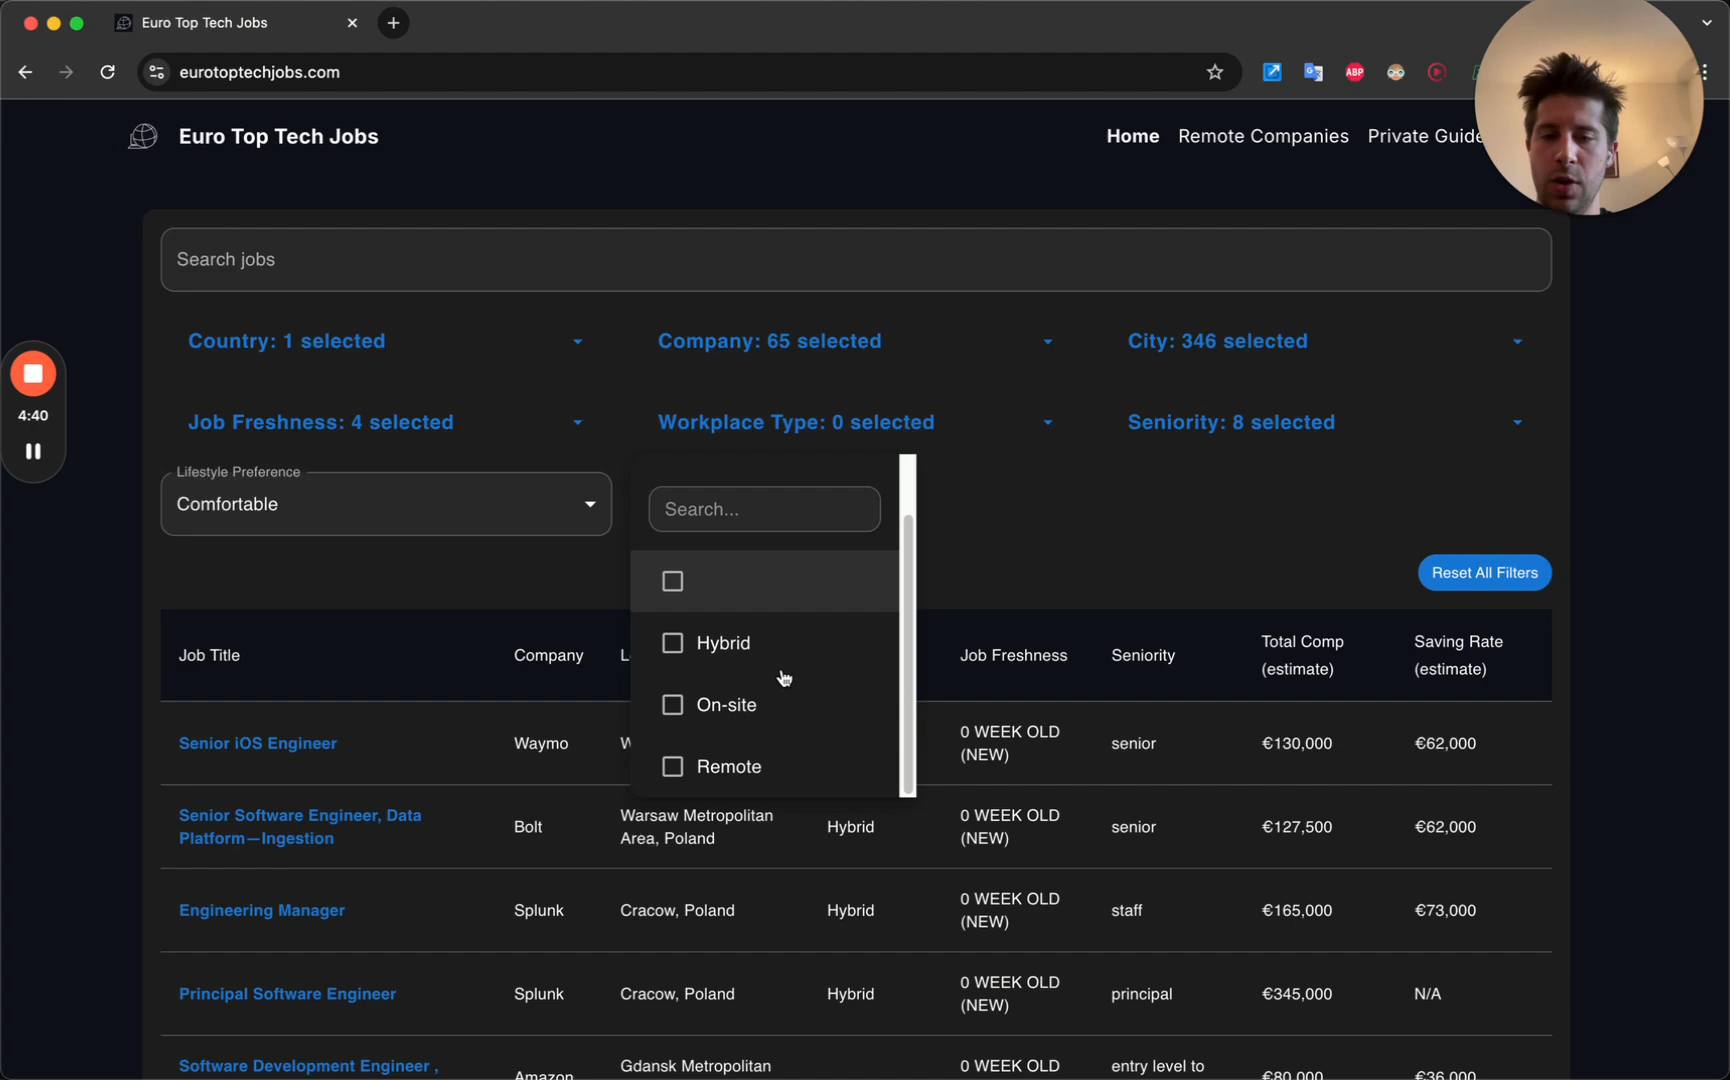 Euro Top Tech Jobs
eurotoptechjobs.com
ABP
Euro Top Tech Jobs
Home Remote Companies Private Guide
Search jobs
Country: 1 selected
Company: 65 selected
City: 346 selected
4:40
Job Freshness: 4 selected
Workplace Type: 0 selected
Seniority: 8 selected
Lifestyle Preference
Comfortable
Search...
Hybrid
On-site
Remote
Reset All Filters
Job Title
Company
L
Job Freshness
Seniority
Total Comp
(estimate)
Saving Rate
(estimate)
Senior iOS Engineer
Waymo
W
0 WEEK OLD
(NEW)
senior
€130,000
€62,000
Senior Software Engineer, Data
Platform—Ingestion
Bolt
Warsaw Metropolitan
Area, Poland
Hybrid
0 WEEK OLD
(NEW)
senior
€127,500
€62,000
Engineering Manager
Splunk
Cracow, Poland
Hybrid
0 WEEK OLD
(NEW)
staff
€165,000
€73,000
Principal Software Engineer
Splunk
Cracow, Poland
Hybrid
0 WEEK OLD
(NEW)
principal
€345,000
N/A
Software Development Engineer ,
Amazon
Gdansk Metropolitan
0 WEEK OLD
entry level to
€80,000
€36,000